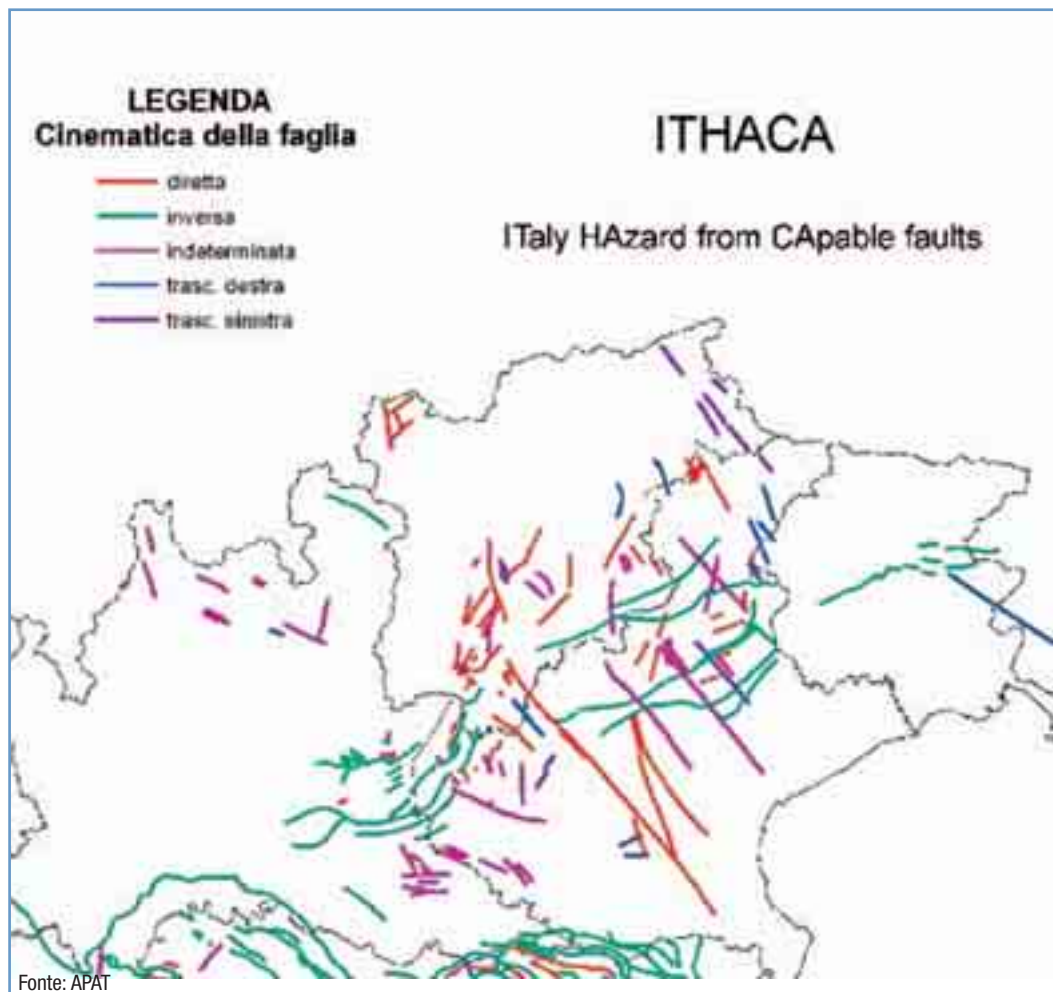 LEGENDA
Cinematica della faglia
diretta
inversa
indeterminata
trasc. destra
trasc. sinistra
ITHACA
ITaly HAzard from CApable faults
Fonte: APAT